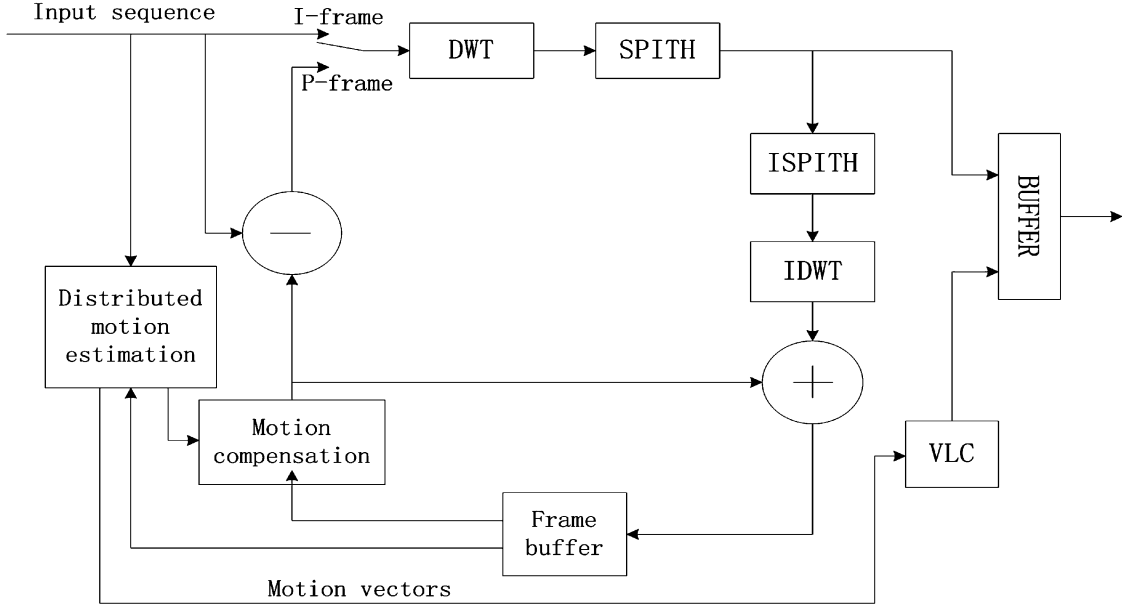 Input sequence
I-frame
P-frame
DWT
SPITH
ISPITH
IDWT
BUFFER
Distributed
motion
estimation
Motion
compensation
VLC
Frame
buffer
Motion vectors